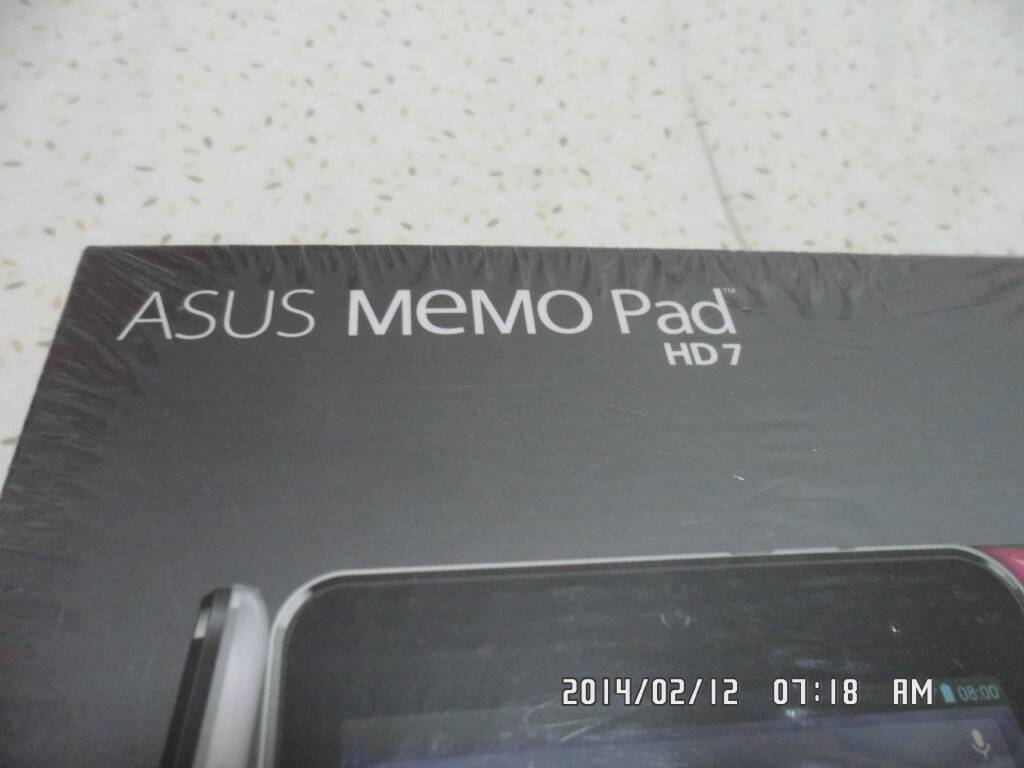 ASUS MeMO Pad™
HD 7
2014/02/12 07:18 AM
08:00